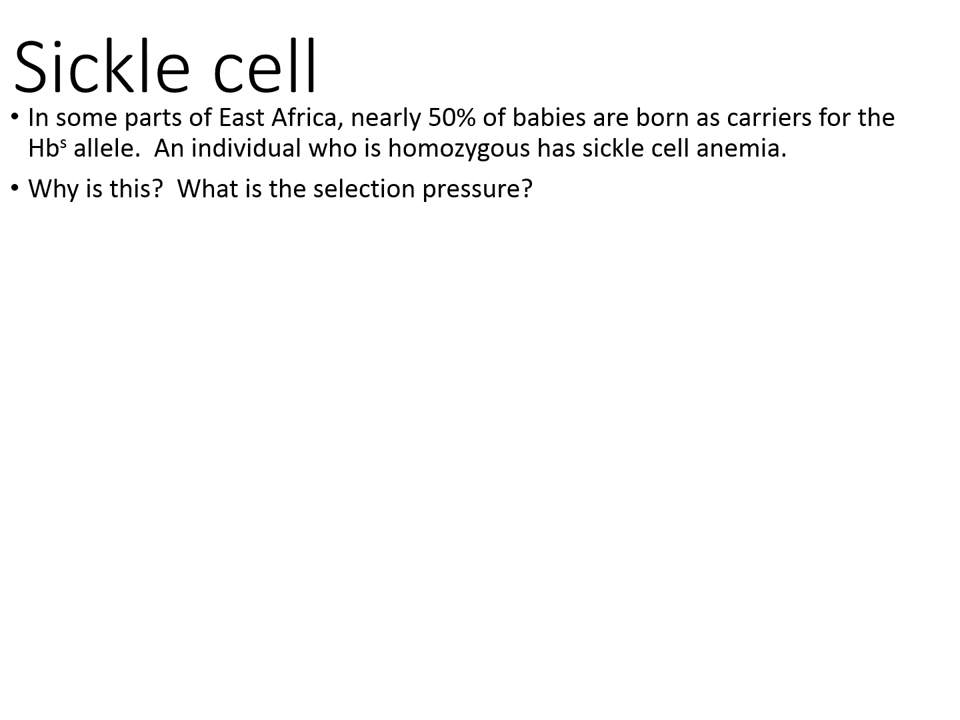 Sickle cell
• In some parts of East Africa, nearly 50% of babies are born as carriers for the
Hbˢ allele.  An individual who is homozygous has sickle cell anemia.
• Why is this?  What is the selection pressure?